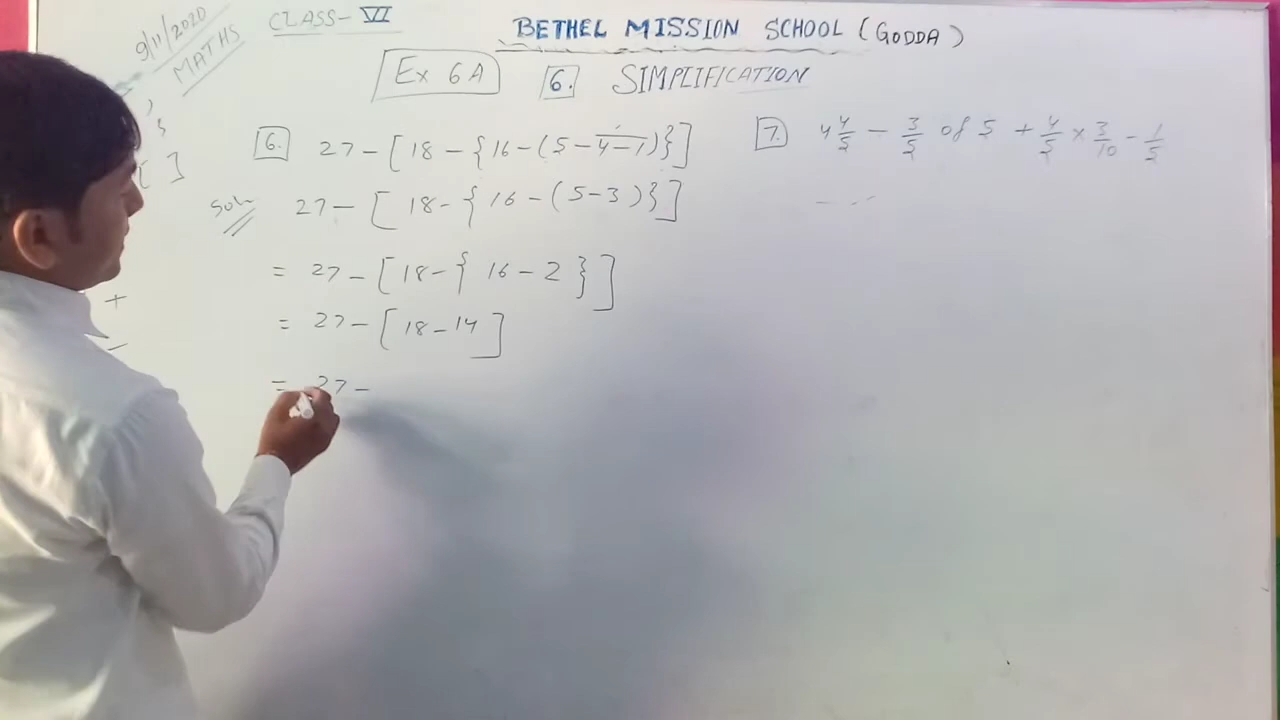 9/11/2020
MATHS
CLASS- VI
BETHEL MISSION SCHOOL (GODDA)
Ex 6A
6. SIMPLIFICATION
[ ]
+
-
6. 27 - [18 - {16 - (5 - 4̅ ̅-̅ ̅1̅)}]
Soln 27 - [18 - {16 - (5 - 3)}]
= 27 - [18 - {16 - 2}]
= 27 - [18 - 14]
= 27 -
7. 4 4/5 - 3/5 of 5 + 4/5 × 3/10 - 1/5